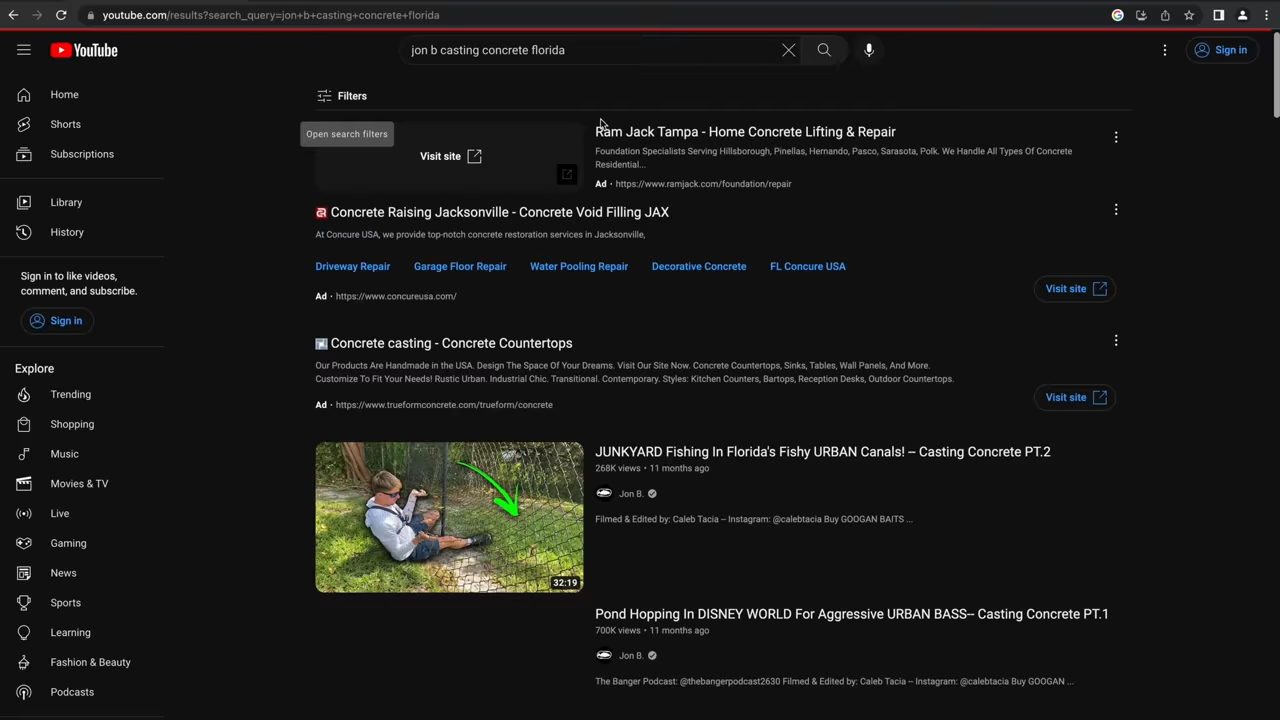 youtube.com/results?search_query=jon+b+casting+concrete+florida
YouTube
jon b casting concrete florida
Sign in
Home
Shorts
Subscriptions
Library
History
Sign in to like videos,
comment, and subscribe.
Sign in
Explore
Trending
Shopping
Music
Movies & TV
Live
Gaming
News
Sports
Learning
Fashion & Beauty
Podcasts
Filters
Open search filters
Visit site
Ram Jack Tampa - Home Concrete Lifting & Repair
Foundation Specialists Serving Hillsborough, Pinellas, Hernando, Pasco, Sarasota, Polk. We Handle All Types Of Concrete
Residential...
Ad • https://www.ramjack.com/foundation/repair
Concrete Raising Jacksonville - Concrete Void Filling JAX
At Concure USA, we provide top-notch concrete restoration services in Jacksonville,
Driveway Repair Garage Floor Repair Water Pooling Repair Decorative Concrete FL Concure USA
Ad • https://www.concureusa.com/
Visit site
Concrete casting - Concrete Countertops
Our Products Are Handmade in the USA. Design The Space Of Your Dreams. Visit Our Site Now. Concrete Countertops, Sinks, Tables, Wall Panels, And More.
Customize To Fit Your Needs! Rustic Urban. Industrial Chic. Transitional. Contemporary. Styles: Kitchen Counters, Bartops, Reception Desks, Outdoor Countertops.
Ad • https://www.trueformconcrete.com/trueform/concrete
Visit site
32:19
JUNKYARD Fishing In Florida's Fishy URBAN Canals! -- Casting Concrete PT.2
268K views • 11 months ago
Jon B.
Filmed & Edited by: Caleb Tacia -- Instagram: @calebtacia Buy GOOGAN BAITS ...
Pond Hopping In DISNEY WORLD For Aggressive URBAN BASS-- Casting Concrete PT.1
700K views • 11 months ago
Jon B.
The Banger Podcast: @thebangerpodcast2630 Filmed & Edited by: Caleb Tacia -- Instagram: @calebtacia Buy GOOGAN ...